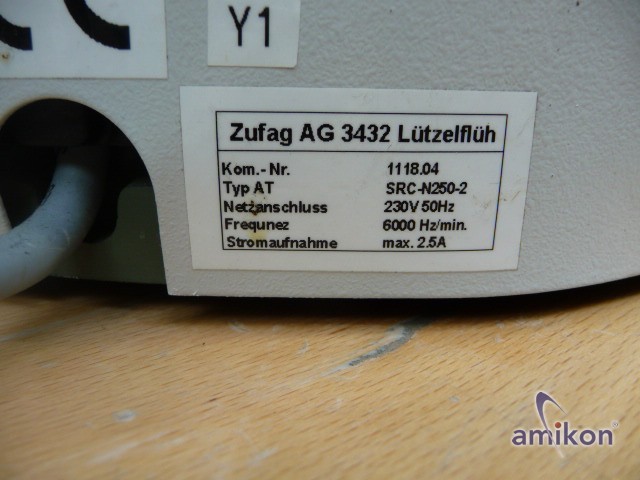 CE
Y1
Zufag AG 3432 Lützelflüh
Kom.- Nr. 1118.04
Typ AT SRC-N250-2
Netzanschluss 230V 50Hz
Frequnez 6000 Hz/min.
Stromaufnahme max. 2.5A
amikon®